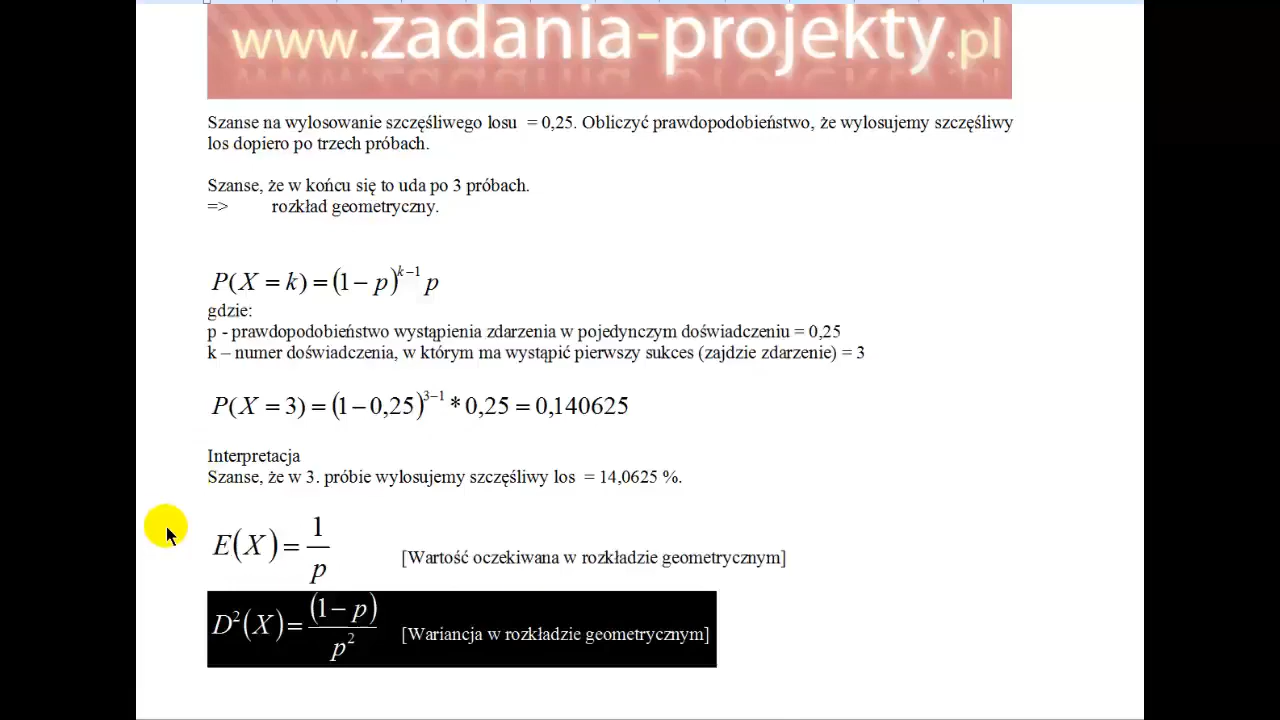 www.zadania-projekty.pl
Szanse na wylosowanie szczęśliwego losu = 0,25. Obliczyć prawdopodobieństwo, że wylosujemy szczęśliwy
los dopiero po trzech próbach.
Szanse, że w końcu się to uda po 3 próbach.
=> rozkład geometryczny.
P(X = k) = (1 − p)^{k−1} p
gdzie:
p - prawdopodobieństwo wystąpienia zdarzenia w pojedynczym doświadczeniu = 0,25
k – numer doświadczenia, w którym ma wystąpić pierwszy sukces (zajdzie zdarzenie) = 3
P(X = 3) = (1 − 0,25)^{3−1} * 0,25 = 0,140625
Interpretacja
Szanse, że w 3. próbie wylosujemy szczęśliwy los = 14,0625 %.
E(X) = 1/p [Wartość oczekiwana w rozkładzie geometrycznym]
D²(X) = (1 − p)/p² [Wariancja w rozkładzie geometrycznym]